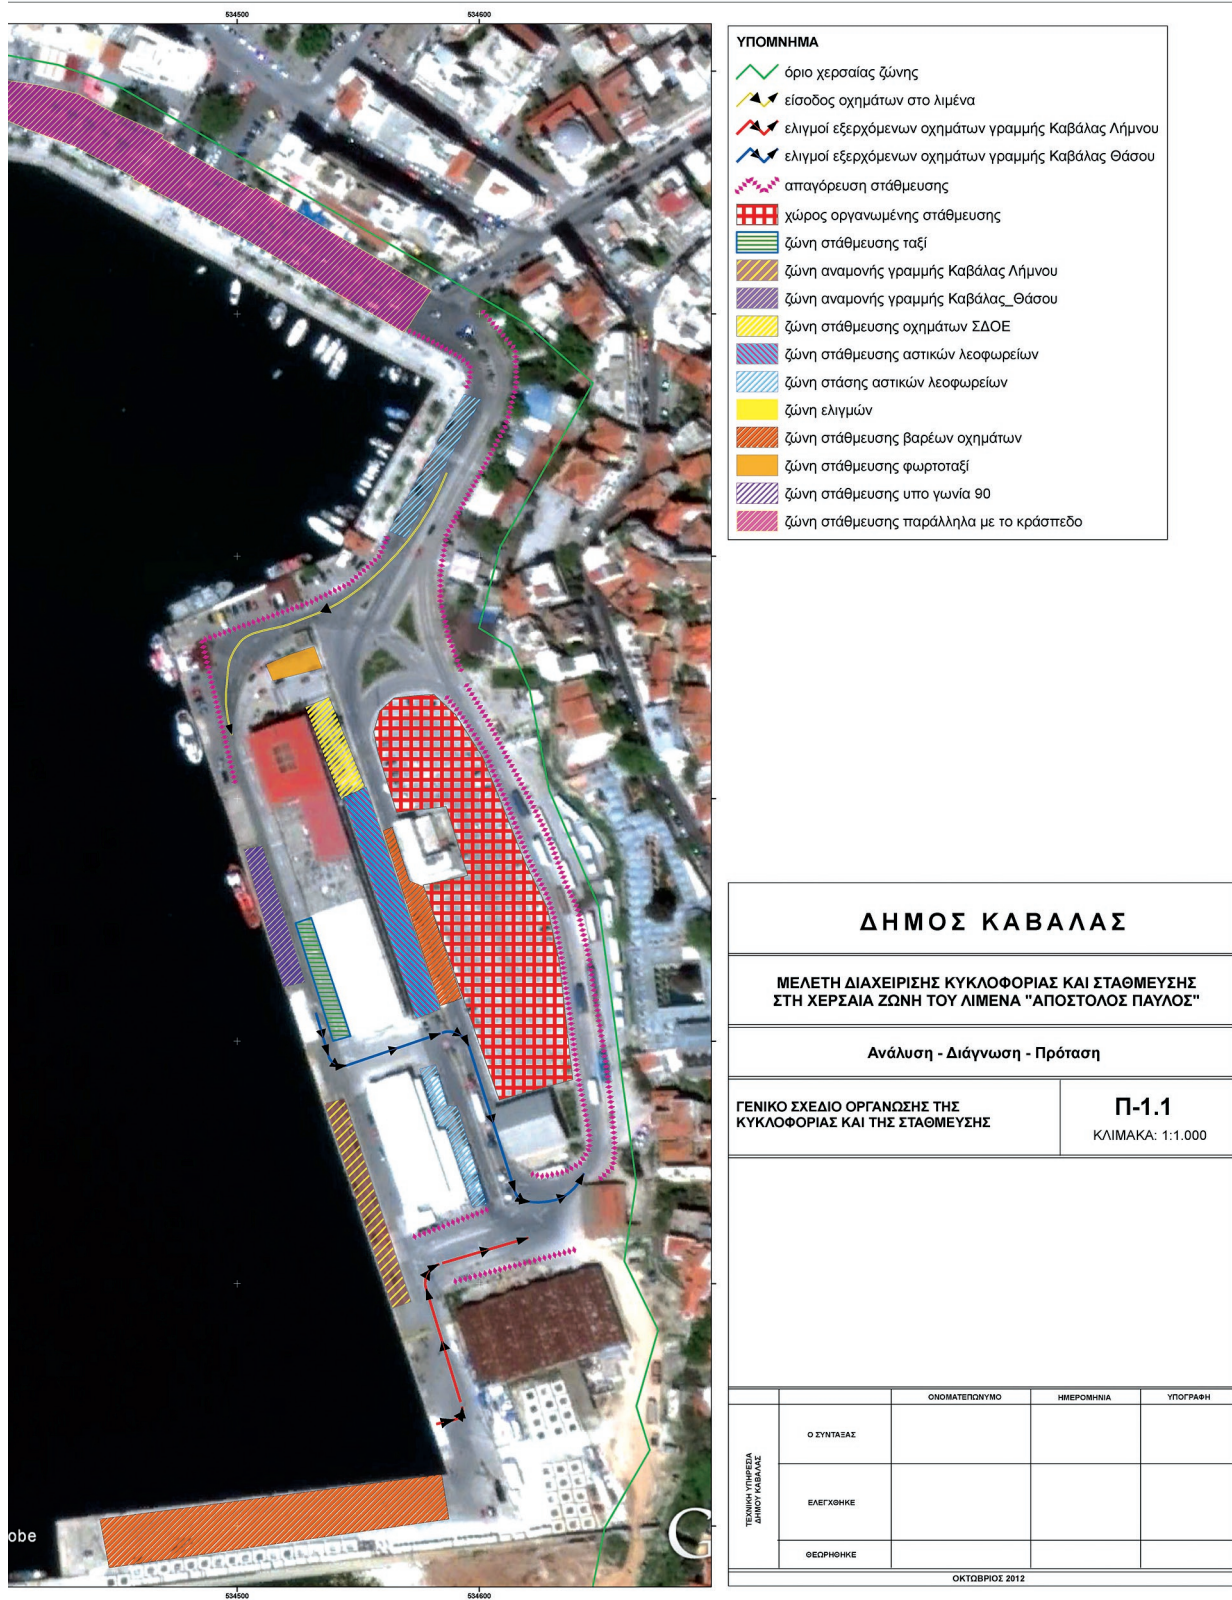 534500
534600
ΥΠΟΜΝΗΜΑ
όριο χερσαίας ζώνης
είσοδος οχημάτων στο λιμένα
ελιγμοί εξερχόμενων οχημάτων γραμμής Καβάλας Λήμνου
ελιγμοί εξερχόμενων οχημάτων γραμμής Καβάλας Θάσου
απαγόρευση στάθμευσης
χώρος οργανωμένης στάθμευσης
ζώνη στάθμευσης ταξί
ζώνη αναμονής γραμμής Καβάλας Λήμνου
ζώνη αναμονής γραμμής Καβάλας_Θάσου
ζώνη στάθμευσης οχημάτων ΣΔΟΕ
ζώνη στάθμευσης αστικών λεοφωρείων
ζώνη στάσης αστικών λεοφωρείων
ζώνη ελιγμών
ζώνη στάθμευσης βαρέων οχημάτων
ζώνη στάθμευσης φωρτοταξί
ζώνη στάθμευσης υπο γωνία 90
ζώνη στάθμευσης παράλληλα με το κράσπεδο
ΔΗΜΟΣ ΚΑΒΑΛΑΣ
ΜΕΛΕΤΗ ΔΙΑΧΕΙΡΙΣΗΣ ΚΥΚΛΟΦΟΡΙΑΣ ΚΑΙ ΣΤΑΘΜΕΥΣΗΣ
ΣΤΗ ΧΕΡΣΑΙΑ ΖΩΝΗ ΤΟΥ ΛΙΜΕΝΑ "ΑΠΟΣΤΟΛΟΣ ΠΑΥΛΟΣ"
Ανάλυση - Διάγνωση - Πρόταση
ΓΕΝΙΚΟ ΣΧΕΔΙΟ ΟΡΓΑΝΩΣΗΣ ΤΗΣ
ΚΥΚΛΟΦΟΡΙΑΣ ΚΑΙ ΤΗΣ ΣΤΑΘΜΕΥΣΗΣ
Π-1.1
ΚΛΙΜΑΚΑ: 1:1.000
ΟΝΟΜΑΤΕΠΩΝΥΜΟ
ΗΜΕΡΟΜΗΝΙΑ
ΥΠΟΓΡΑΦΗ
ΤΕΧΝΙΚΗ ΥΠΗΡΕΣΙΑ
ΔΗΜΟΥ ΚΑΒΑΛΑΣ
Ο ΣΥΝΤΑΞΑΣ
ΕΛΕΓΧΘΗΚΕ
ΘΕΩΡΗΘΗΚΕ
ΟΚΤΩΒΡΙΟΣ 2012
obe
C
534500
534600